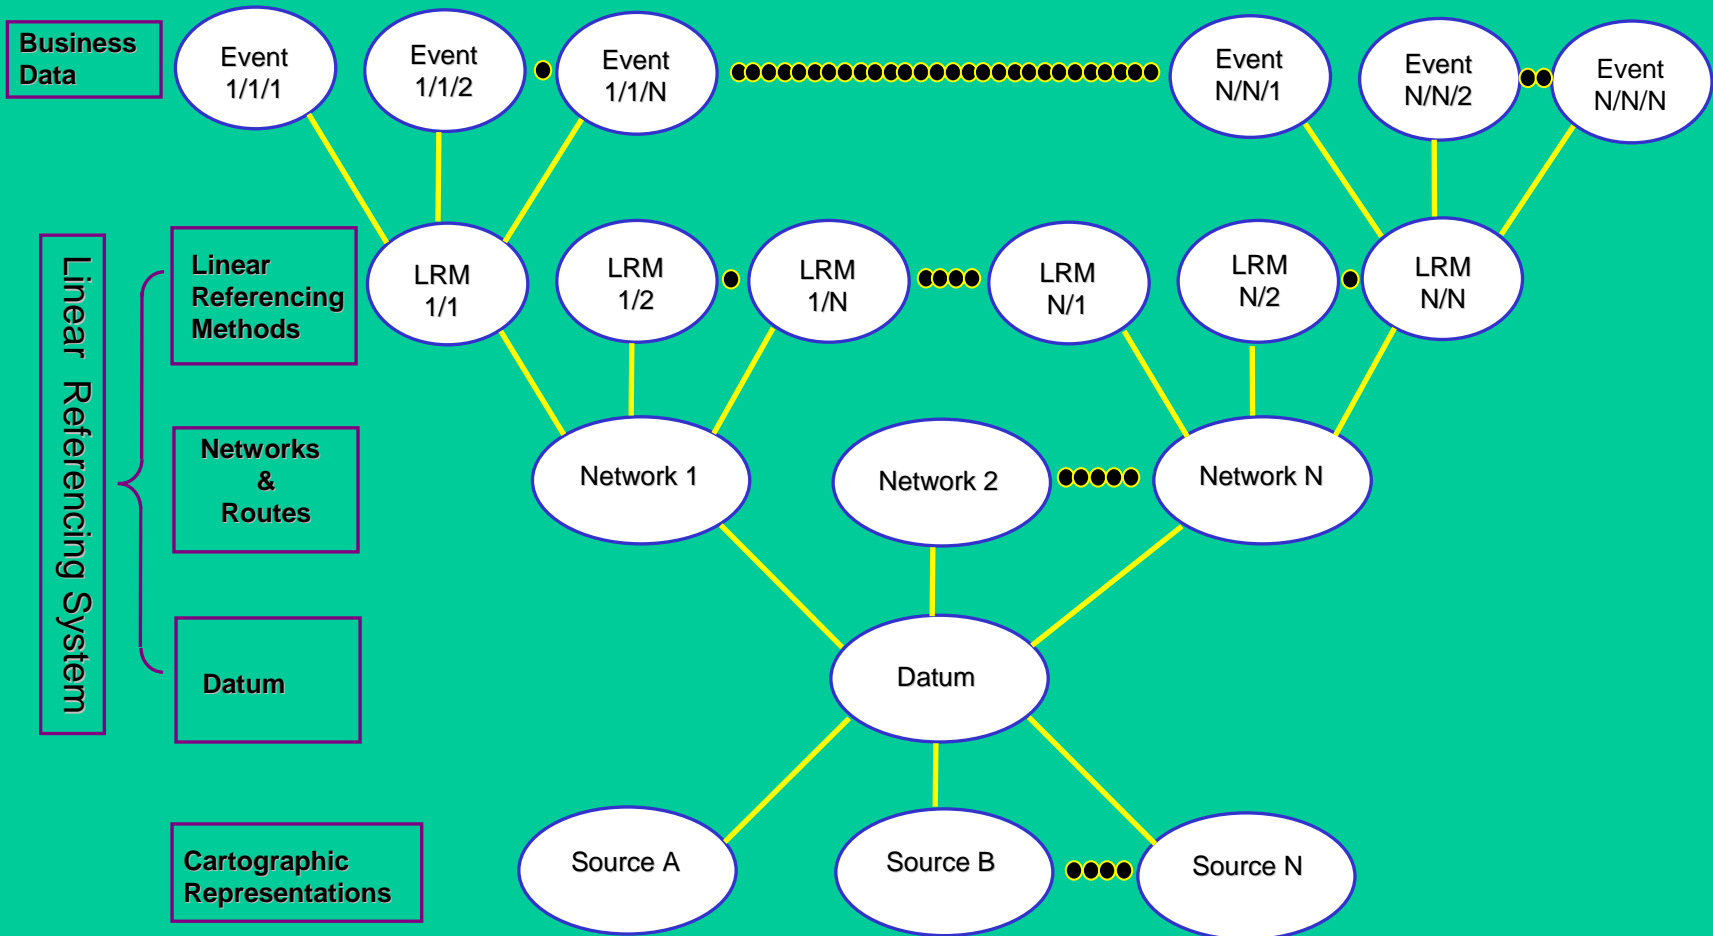 Business
Data
Event
1/1/1
Event
1/1/2
Event
1/1/N
Event
N/N/1
Event
N/N/2
Event
N/N/N
Linear Referencing System
Linear
Referencing
Methods
LRM
1/1
LRM
1/2
LRM
1/N
LRM
N/1
LRM
N/2
LRM
N/N
Networks
&
Routes
Network 1
Network 2
Network N
Datum
Datum
Cartographic
Representations
Source A
Source B
Source N